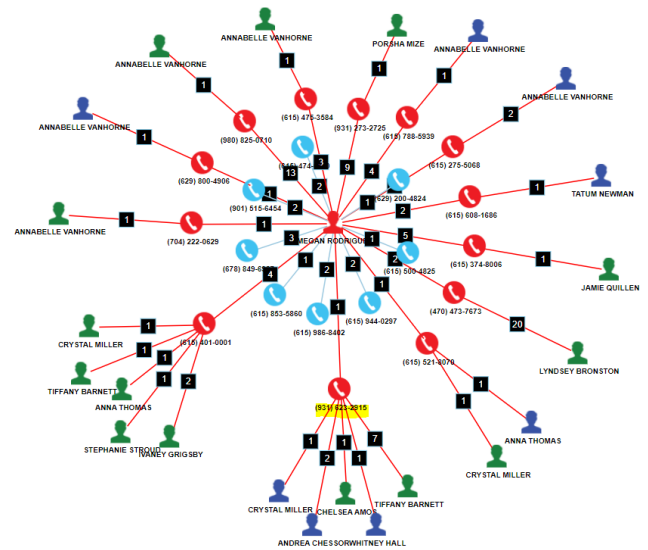 ANNABELLE VANHORNE
PORSHA MIZE
ANNABELLE VANHORNE
ANNABELLE VANHORNE
1
1
1
1
ANNABELLE VANHORNE
(615) 475-3584
(931) 273-2725
(615) 788-5939
2
ANNABELLE VANHORNE
(980) 825-0710
1
(615) 275-5068
(629) 800-4906
13
3
9
4
2
(629) 200-4824
1
TATUM NEWMAN
(901) 515-6454
1
2
1
2
(615) 608-1686
ANNABELLE VANHORNE
1
(704) 222-0629
1
3
MEGAN
1
5
(615) 374-8006
1
JAMIE QUILLEN
(678)
4
1
2
2
1
2
(615) 500-4825
(470) 473-7673
(615) 853-5860
(615) 986-8402
(615) 944-0297
1
20
CRYSTAL MILLER
1
(615) 401-0001
(615) 521-8070
LYNDSEY BRONSTON
TIFFANY BARNETT
1
1
1
2
ANNA THOMAS
(931) 623-2915
1
1
STEPHANIE STROUD
IVANEY GRIGSBY
ANNA THOMAS
CRYSTAL MILLER
1
2
1
1
7
CRYSTAL MILLER
CHELSEA AMOS
TIFFANY BARNETT
ANDREA CHESSOR
WHITNEY HALL